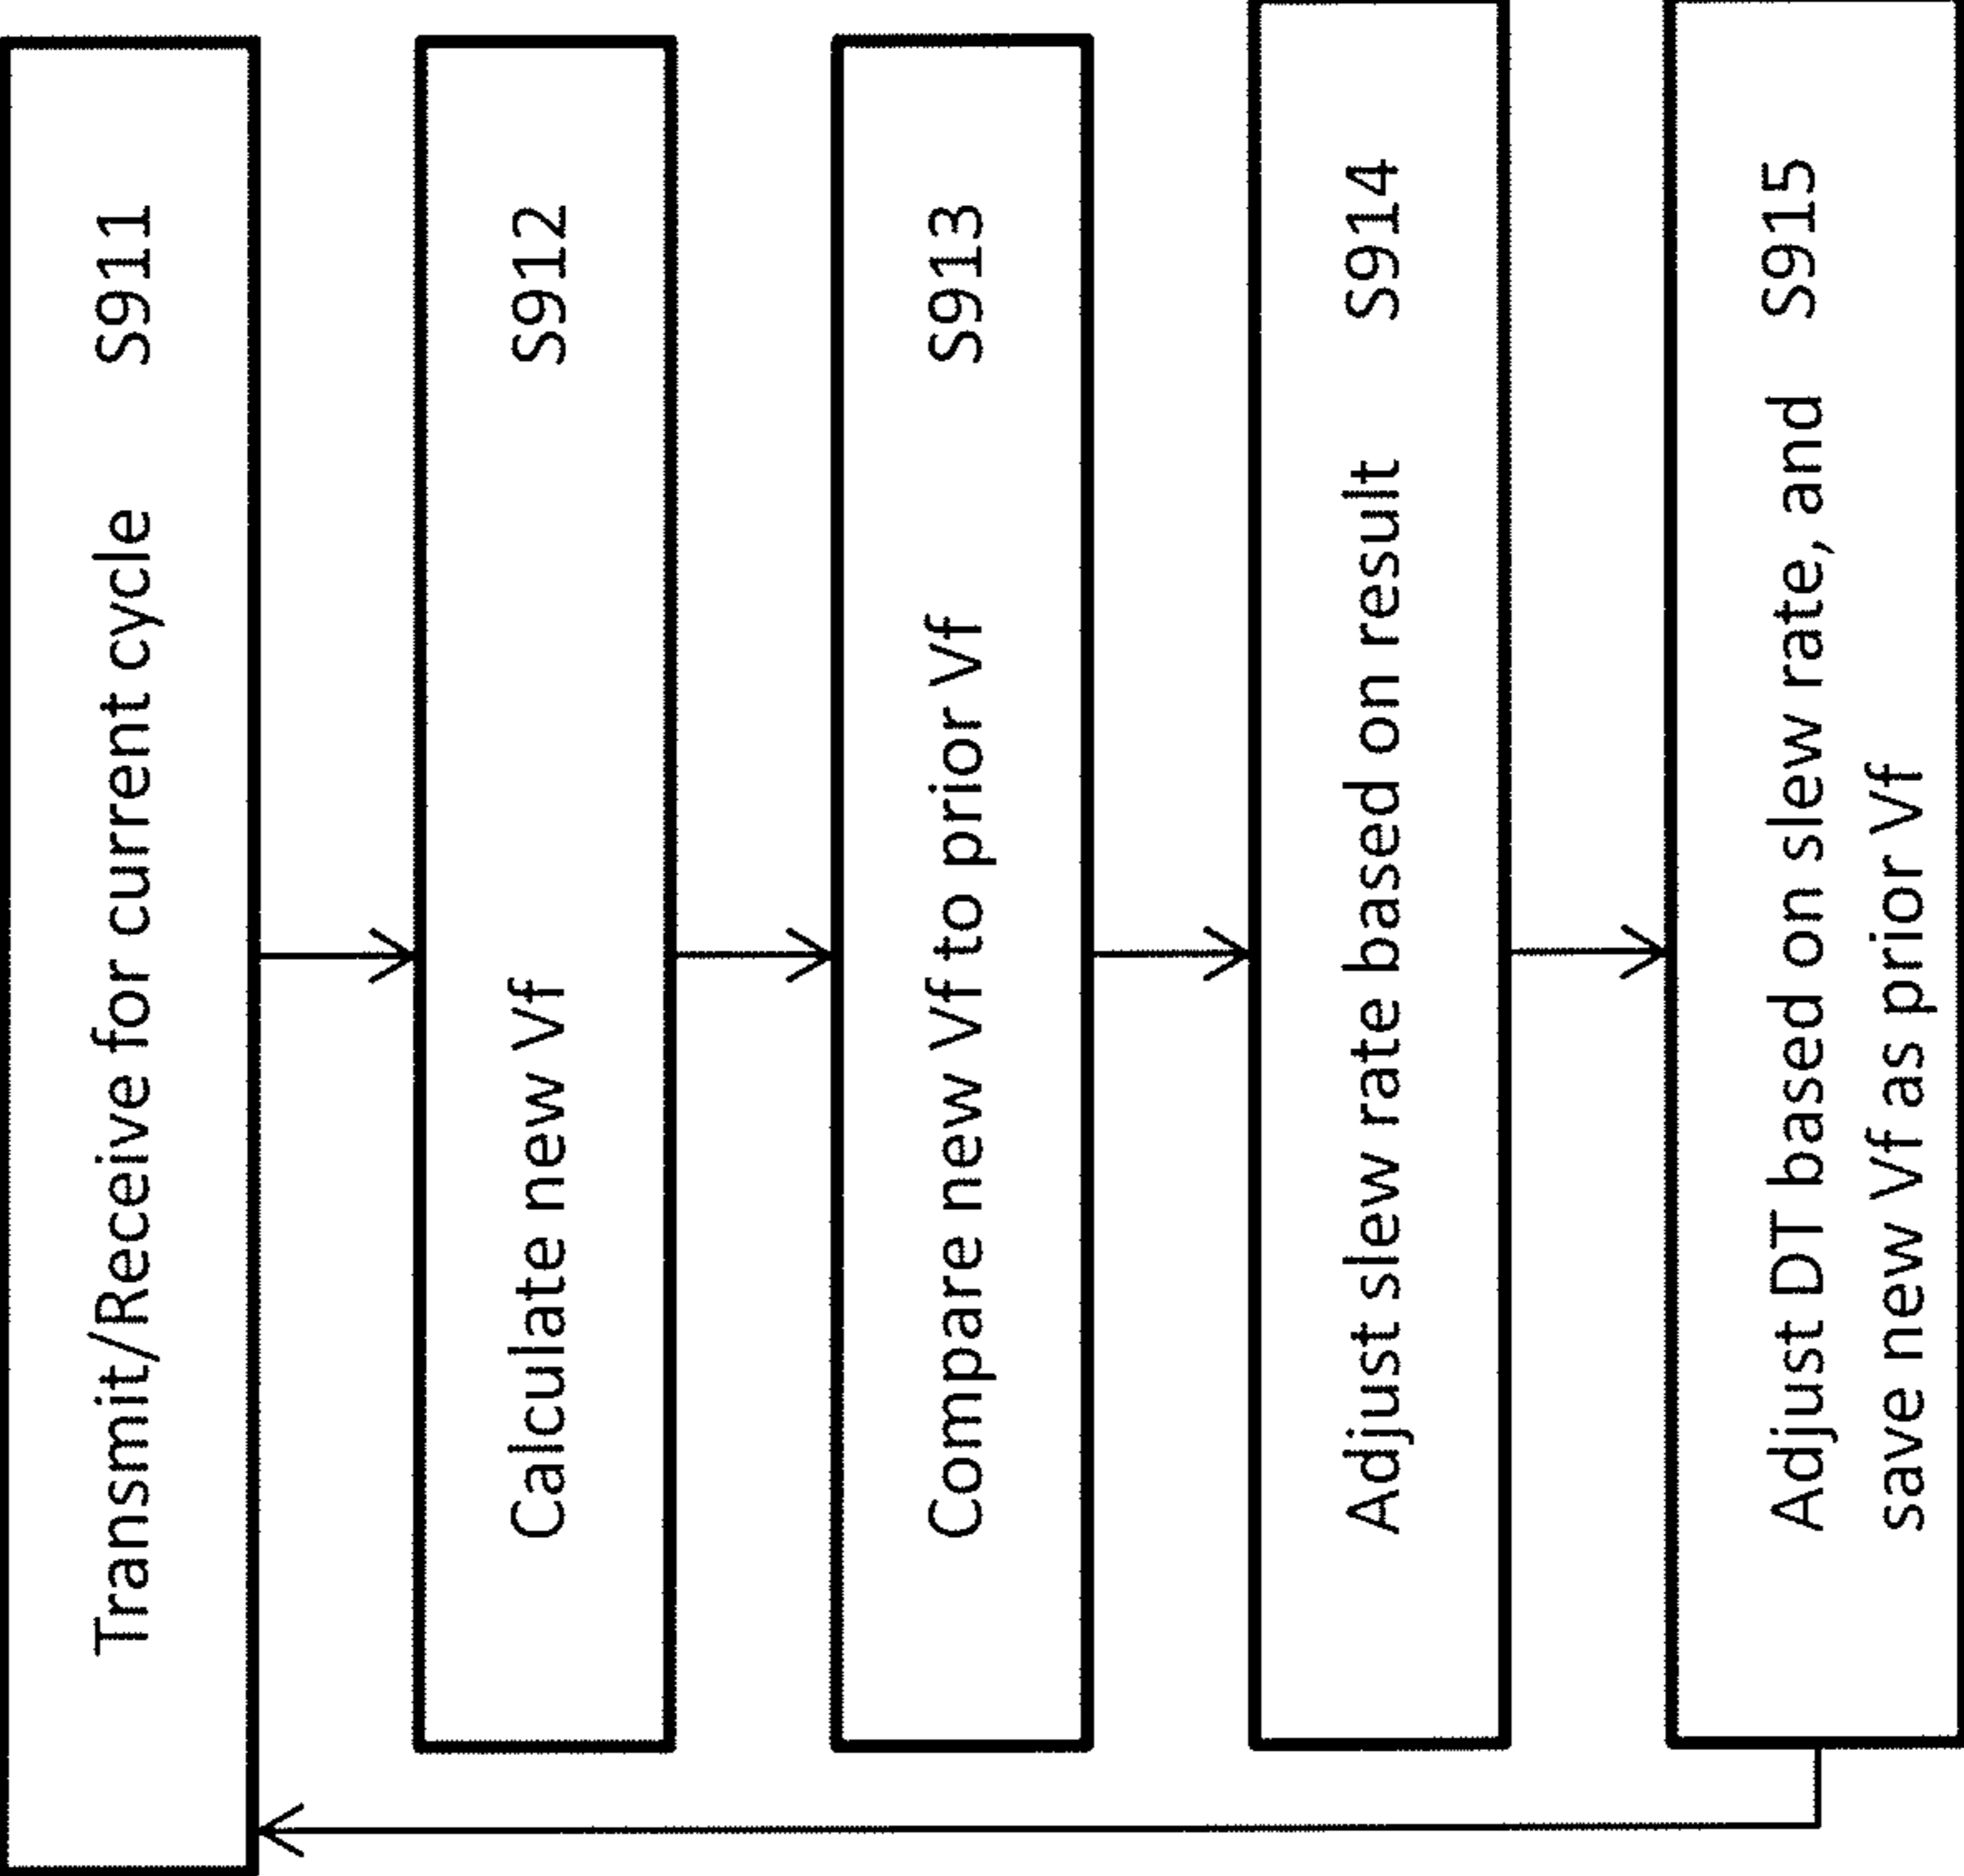 Transmit/Receive for current cycle S911
Calculate new Vf S912
Compare new Vf to prior Vf S913
Adjust slew rate based on result S914
Adjust DT based on slew rate, and S915
save new Vf as prior Vf